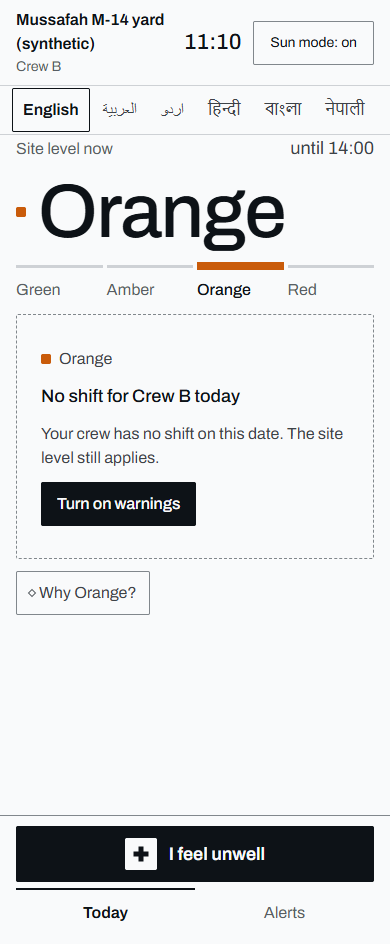 Mussafah M-14 yard
(synthetic)
Crew B
11:10
Sun mode: on
English
العربية
اردو
हिन्दी
বাংলা
नेपाली
Site level now
until 14:00
Orange
Green
Amber
Orange
Red
Orange
No shift for Crew B today
Your crew has no shift on this date. The site
level still applies.
Turn on warnings
Why Orange?
I feel unwell
Today
Alerts